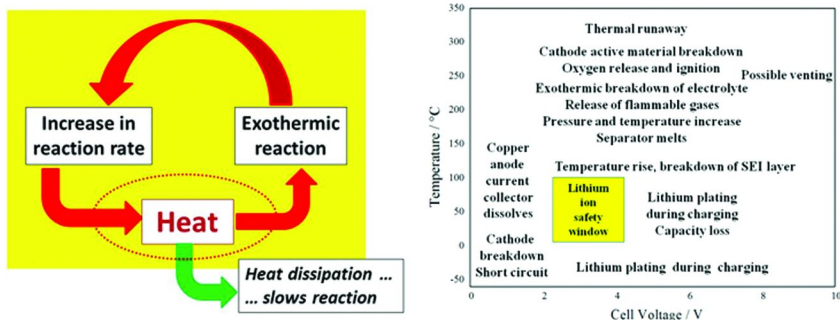 Increase in
reaction rate
Exothermic
reaction
Heat
Heat dissipation ...
... slows reaction
Temperature / °C
350
300
250
200
150
100
50
0
-50
Thermal runaway
Cathode active material breakdown
Oxygen release and ignition
Possible venting
Exothermic breakdown of electrolyte
Release of flammable gases
Pressure and temperature increase
Separator melts
Copper
anode
current
collector
dissolves
Temperature rise, breakdown of SEI layer
Lithium
ion
safety
window
Lithium plating
during charging
Capacity loss
Cathode
breakdown
Short circuit
Lithium plating during charging
0 2 4 6 8 10
Cell Voltage / V